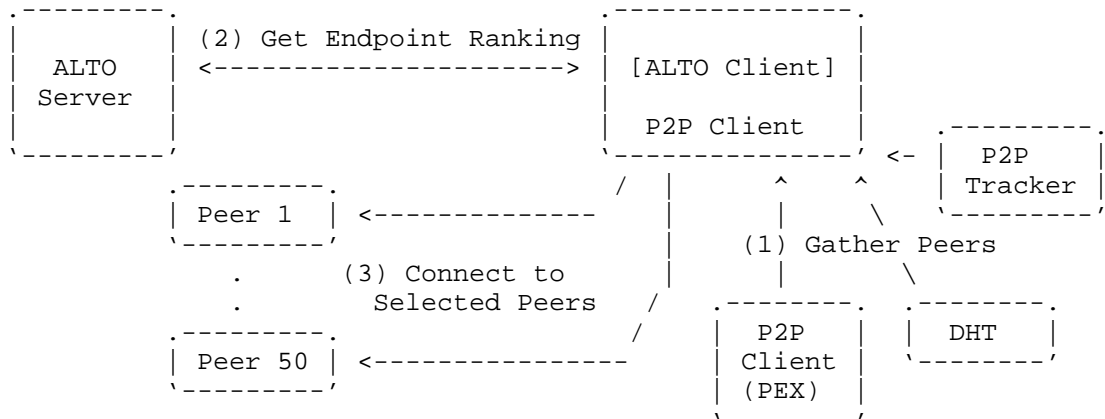 (2) Get Endpoint Ranking
ALTO
Server
[ALTO Client]
P2P Client
P2P
Tracker
Peer 1
(1) Gather Peers
(3) Connect to
Selected Peers
Peer 50
P2P
Client
(PEX)
DHT